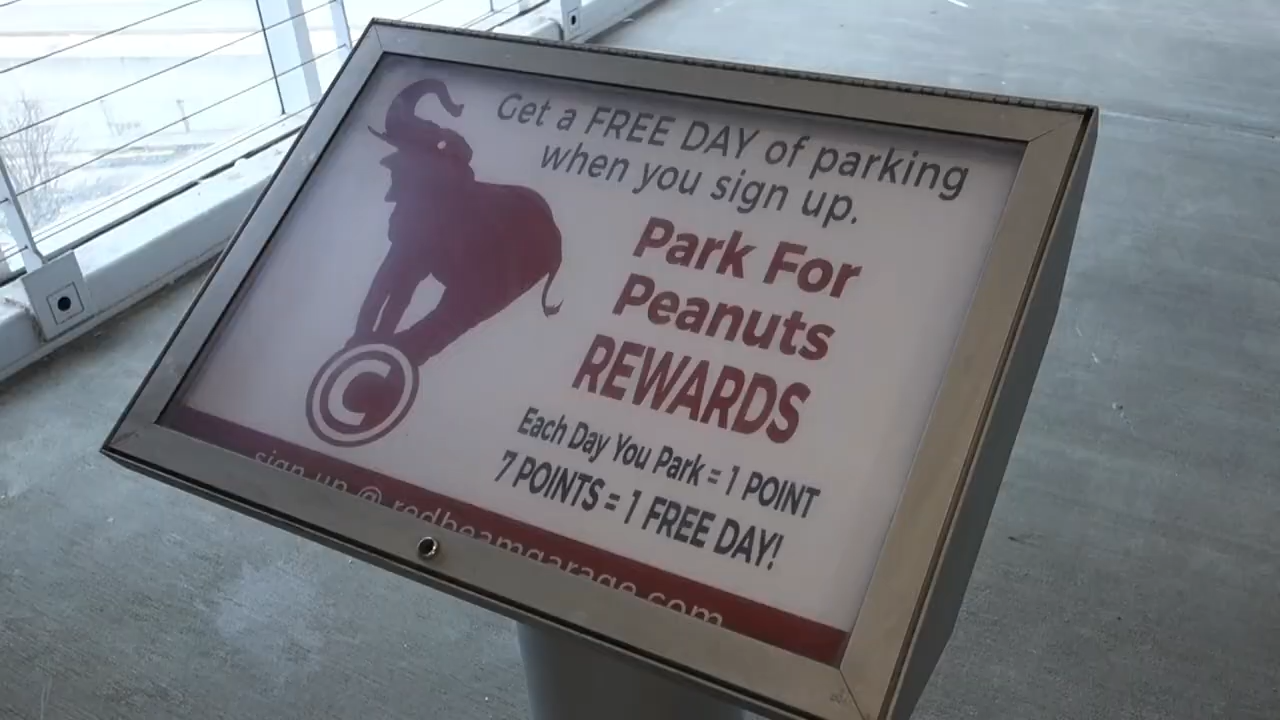 Get a FREE DAY of parking
when you sign up.
Park For
Peanuts
REWARDS
Each Day You Park = 1 POINT
7 POINTS = 1 FREE DAY!
sign up @ redbeamgarage.com
C